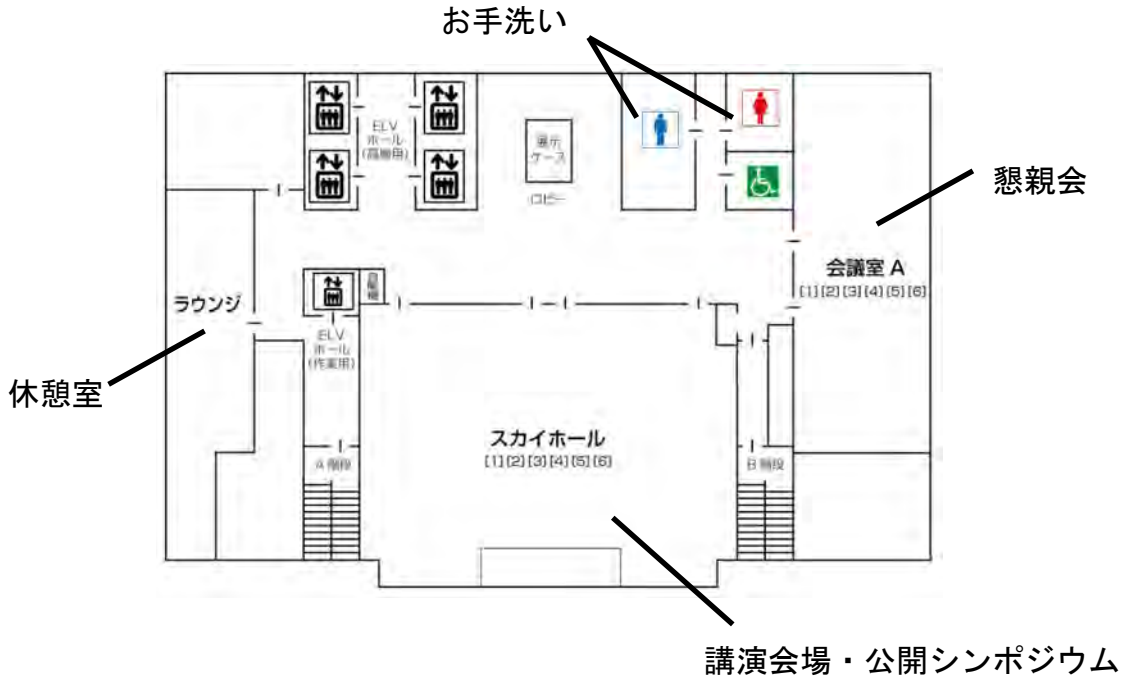 お手洗い
ELV
ホール
(高層用)
展示
ケース
ロビー
懇親会
会議室 A
[1][2][3][4][5][6]
ラウンジ
自販機
ELV
ホール
(作業用)
休憩室
スカイホール
[1][2][3][4][5][6]
A 階段
B 階段
講演会場・公開シンポジウム